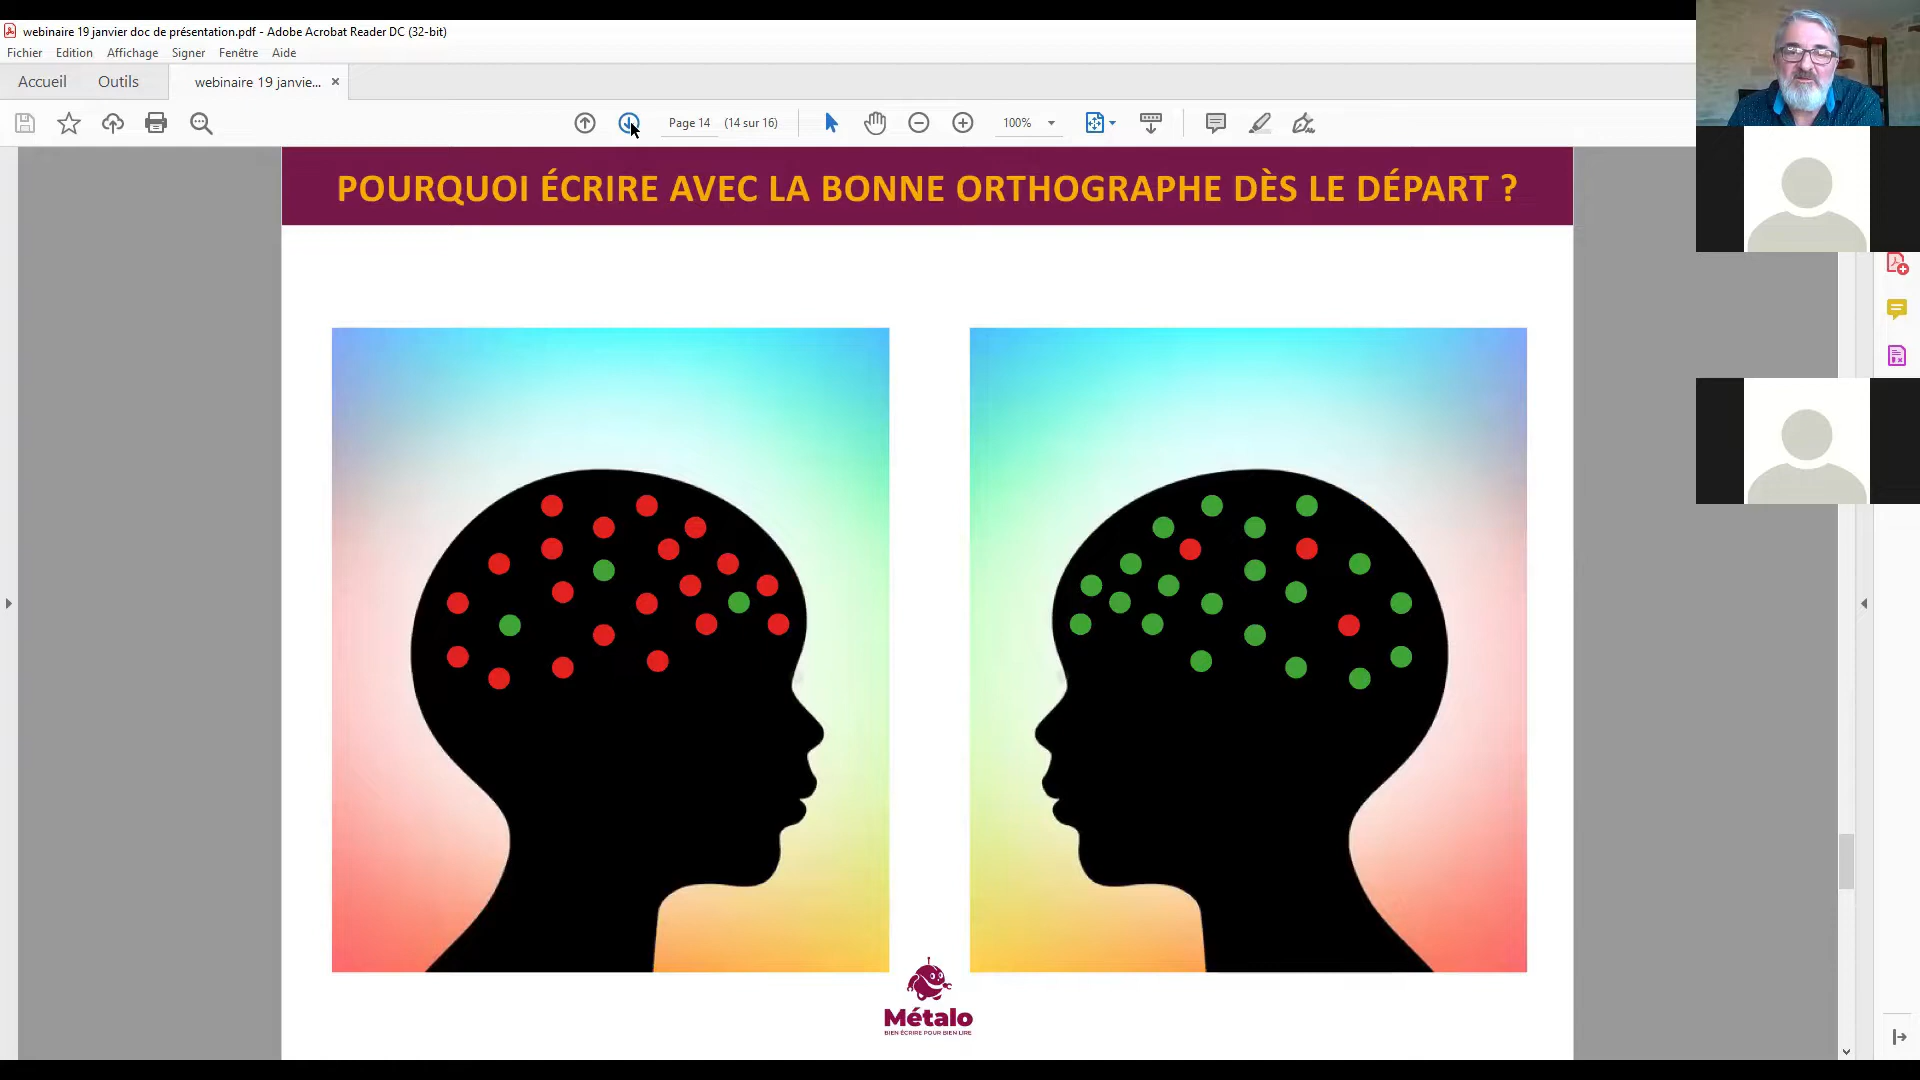 webinaire 19 janvier doc de présentation.pdf - Adobe Acrobat Reader DC (32-bit)
Fichier Edition Affichage Signer Fenêtre Aide
Accueil Outils webinaire 19 janvie... ×
Page 14 (14 sur 16) 100%
POURQUOI ÉCRIRE AVEC LA BONNE ORTHOGRAPHE DÈS LE DÉPART ?
Métalo
BIEN ÉCRIRE POUR BIEN LIRE